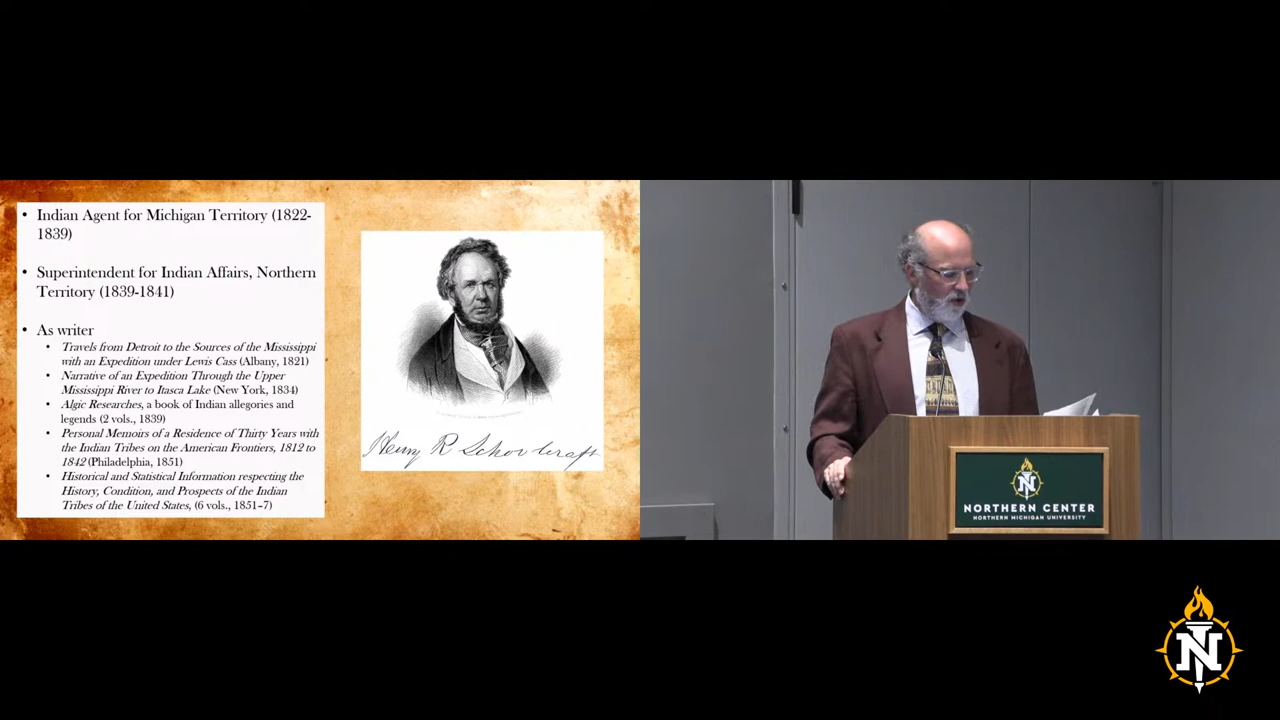 • Indian Agent for Michigan Territory (1822-
1839)
• Superintendent for Indian Affairs, Northern
Territory (1839-1841)
• As writer
• Travels from Detroit to the Sources of the Mississippi
with an Expedition under Lewis Cass (Albany, 1821)
• Narrative of an Expedition Through the Upper
Mississippi River to Itasca Lake (New York, 1834)
• Algic Researches, a book of Indian allegories and
legends (2 vols., 1839)
• Personal Memoirs of a Residence of Thirty Years with
the Indian Tribes on the American Frontiers, 1812 to
1842 (Philadelphia, 1851)
• Historical and Statistical Information respecting the
History, Condition, and Prospects of the Indian
Tribes of the United States, (6 vols., 1851–7)
Henry R Schoolcraft
N
NORTHERN CENTER
NORTHERN MICHIGAN UNIVERSITY
N